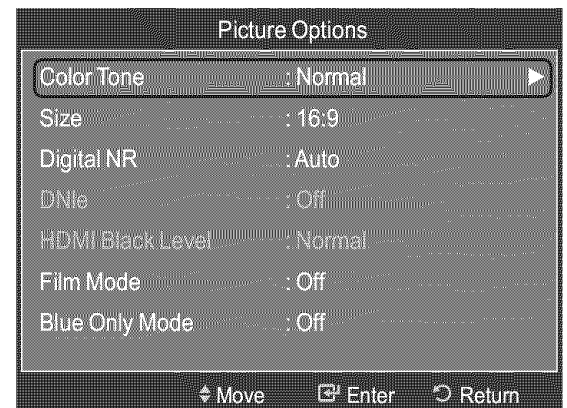 Picture Options
Color Tone : Normal
Size : 16:9
Digital NR : Auto
DNIe : Off
HDMI Black Level : Normal
Film Mode : Off
Blue Only Mode : Off
Move Enter Return